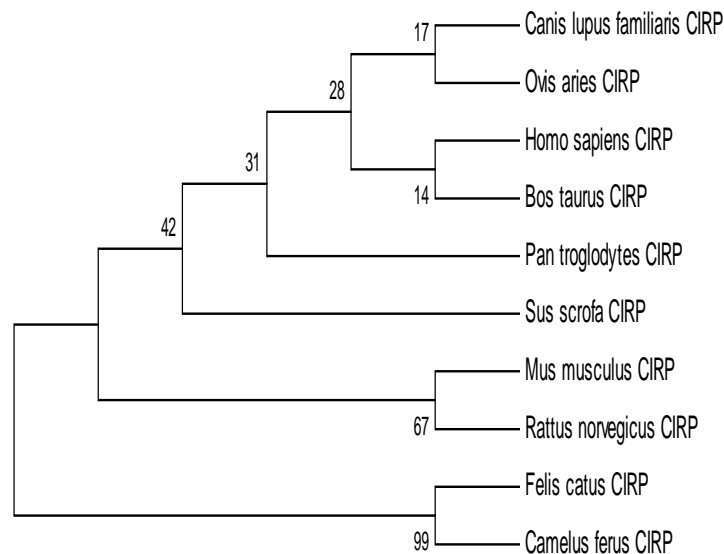 17
Canis lupus familiaris CIRP
Ovis aries CIRP
28
Homo sapiens CIRP
14
Bos taurus CIRP
31
Pan troglodytes CIRP
42
Sus scrofa CIRP
Mus musculus CIRP
67
Rattus norvegicus CIRP
Felis catus CIRP
99
Camelus ferus CIRP